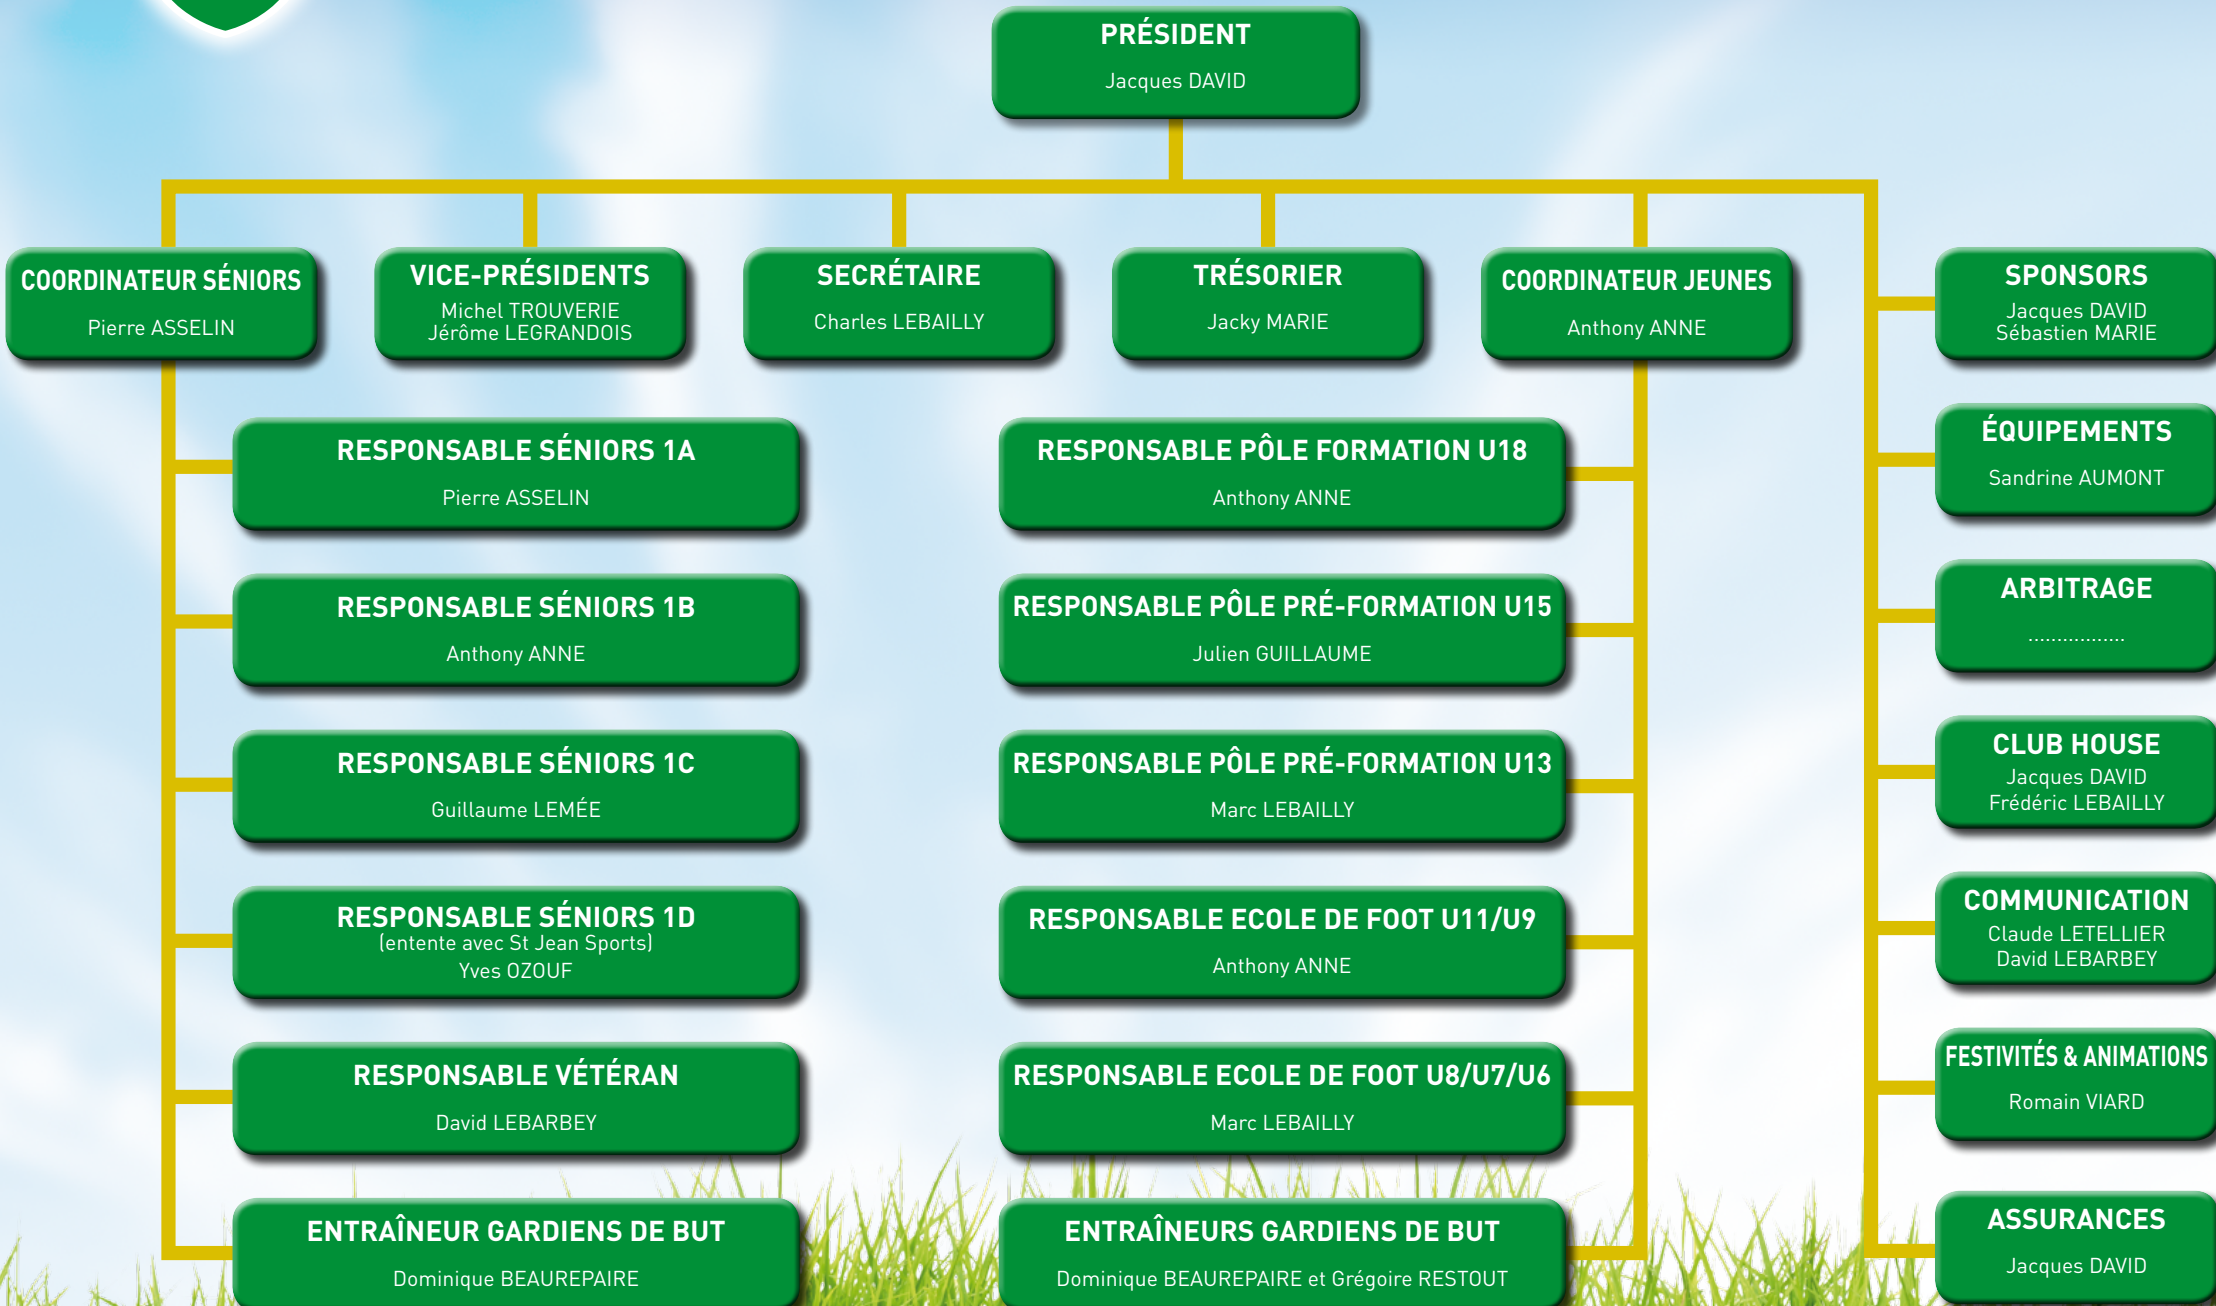 PRÉSIDENT
Jacques DAVID
COORDINATEUR SÉNIORS
Pierre ASSELIN
VICE-PRÉSIDENTS
Michel TROUVERIE
Jérôme LEGRANDOIS
SECRÉTAIRE
Charles LEBAILLY
TRÉSORIER
Jacky MARIE
COORDINATEUR JEUNES
Anthony ANNE
RESPONSABLE SÉNIORS 1A
Pierre ASSELIN
RESPONSABLE SÉNIORS 1B
Anthony ANNE
RESPONSABLE SÉNIORS 1C
Guillaume LEMÉE
RESPONSABLE SÉNIORS 1D
(entente avec St Jean Sports)
Yves OZOUF
RESPONSABLE VÉTÉRAN
David LEBARBEY
ENTRAÎNEUR GARDIENS DE BUT
Dominique BEAUREPAIRE
RESPONSABLE PÔLE FORMATION U18
Anthony ANNE
RESPONSABLE PÔLE PRÉ-FORMATION U15
Julien GUILLAUME
RESPONSABLE PÔLE PRÉ-FORMATION U13
Marc LEBAILLY
RESPONSABLE ECOLE DE FOOT U11/U9
Anthony ANNE
RESPONSABLE ECOLE DE FOOT U8/U7/U6
Marc LEBAILLY
ENTRAÎNEURS GARDIENS DE BUT
Dominique BEAUREPAIRE et Grégoire RESTOUT
SPONSORS
Jacques DAVID
Sébastien MARIE
ÉQUIPEMENTS
Sandrine AUMONT
ARBITRAGE
.................
CLUB HOUSE
Jacques DAVID
Frédéric LEBAILLY
COMMUNICATION
Claude LETELLIER
David LEBARBEY
FESTIVITÉS & ANIMATIONS
Romain VIARD
ASSURANCES
Jacques DAVID